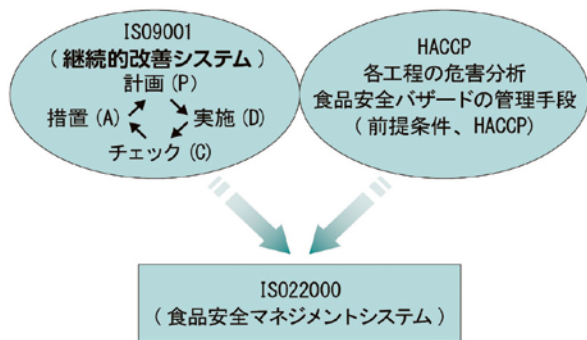 ISO9001
（継続的改善システム）
計画(P)
措置(A)
実施(D)
チェック(C)
HACCP
各工程の危害分析
食品安全バザードの管理手段
（前提条件、HACCP）
ISO22000
（食品安全マネジメントシステム）